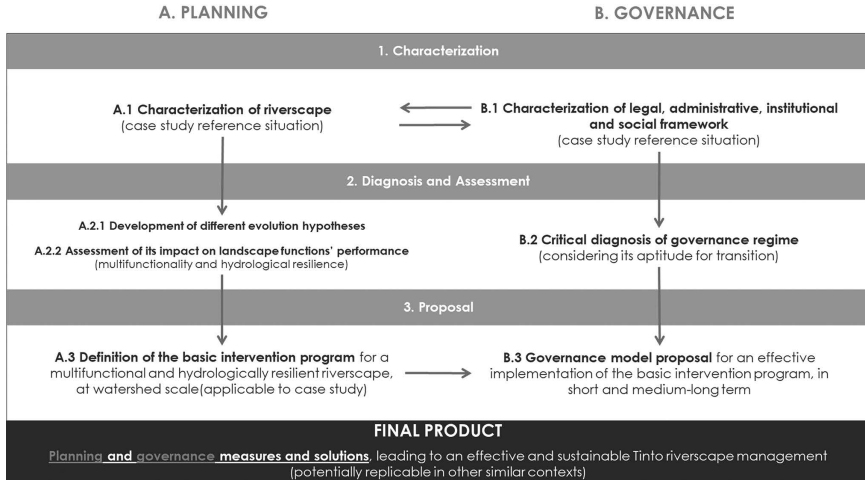 A. PLANNING
B. GOVERNANCE
1. Characterization
A.1 Characterization of riverscape
(case study reference situation)
B.1 Characterization of legal, administrative, institutional
and social framework
(case study reference situation)
2. Diagnosis and Assessment
A.2.1 Development of different evolution hypotheses
A.2.2 Assessment of its impact on landscape functions' performance
(multifunctionality and hydrological resilience)
B.2 Critical diagnosis of governance regime
(considering its aptitude for transition)
3. Proposal
A.3 Definition of the basic intervention program for a
multifunctional and hydrologically resilient riverscape,
at watershed scale(applicable to case study)
B.3 Governance model proposal for an effective
implementation of the basic intervention program, in
short and medium-long term
FINAL PRODUCT
Planning and governance measures and solutions, leading to an effective and sustainable Tinto riverscape management
(potentially replicable in other similar contexts)